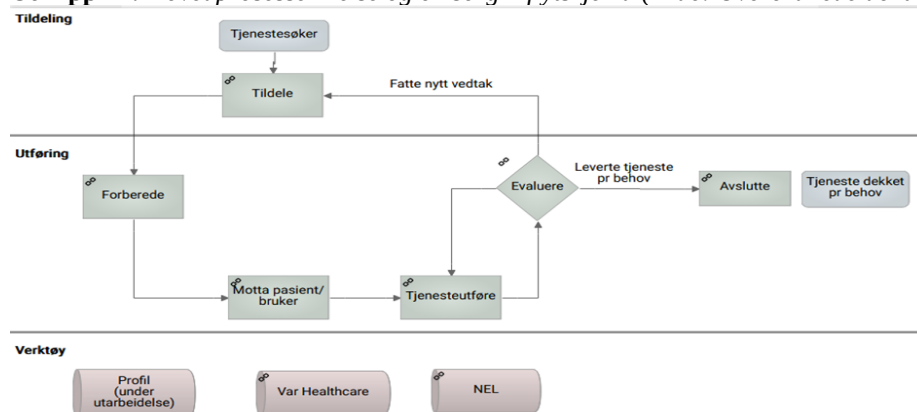 Tildeling
Tjenestesøker
Tildele
Fatte nytt vedtak
Utføring
Forberede
Evaluere
Leverte tjeneste
pr behov
Avslutte
Tjeneste dekket
pr behov
Motta pasient/
bruker
Tjenesteutføre
Verktøy
Profil
(under
utarbeidelse)
Var Healthcare
NEL